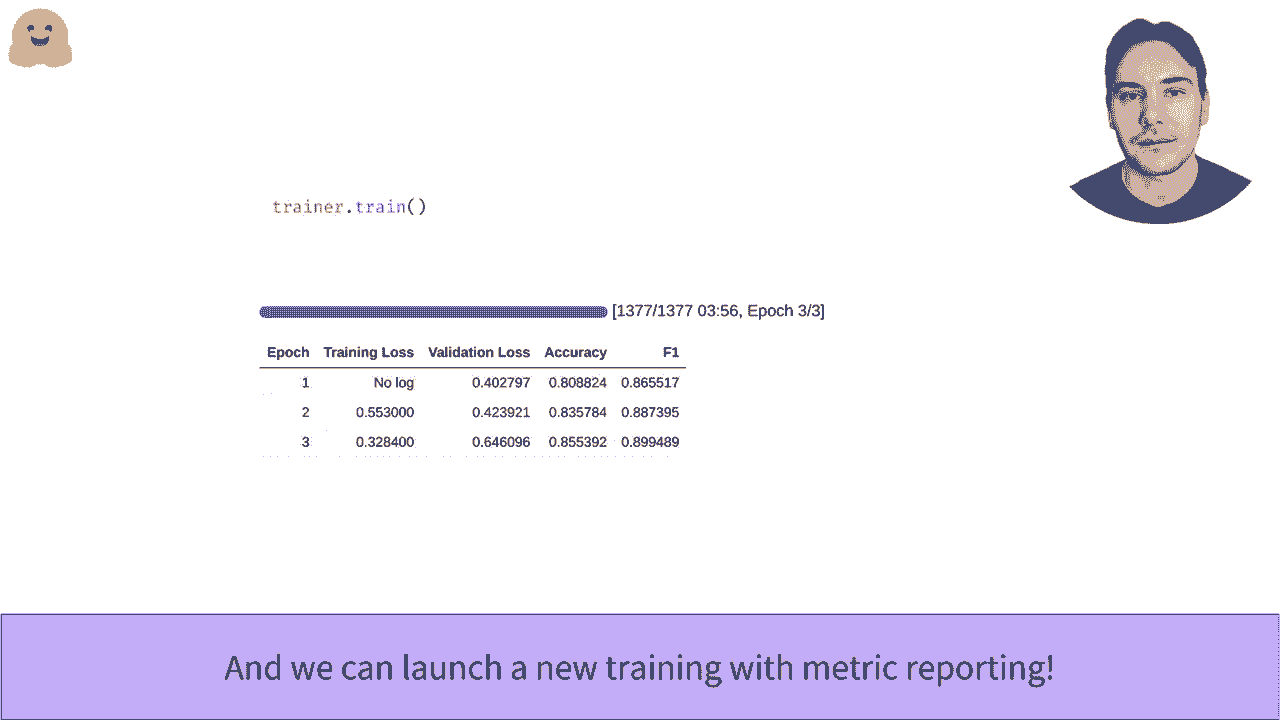 trainer.train()
[1377/1377 03:56, Epoch 3/3]
Epoch Training Loss Validation Loss Accuracy F1
1 No log 0.402797 0.808824 0.865517
2 0.553000 0.423921 0.835784 0.887395
3 0.328400 0.646096 0.855392 0.899489
And we can launch a new training with metric reporting!